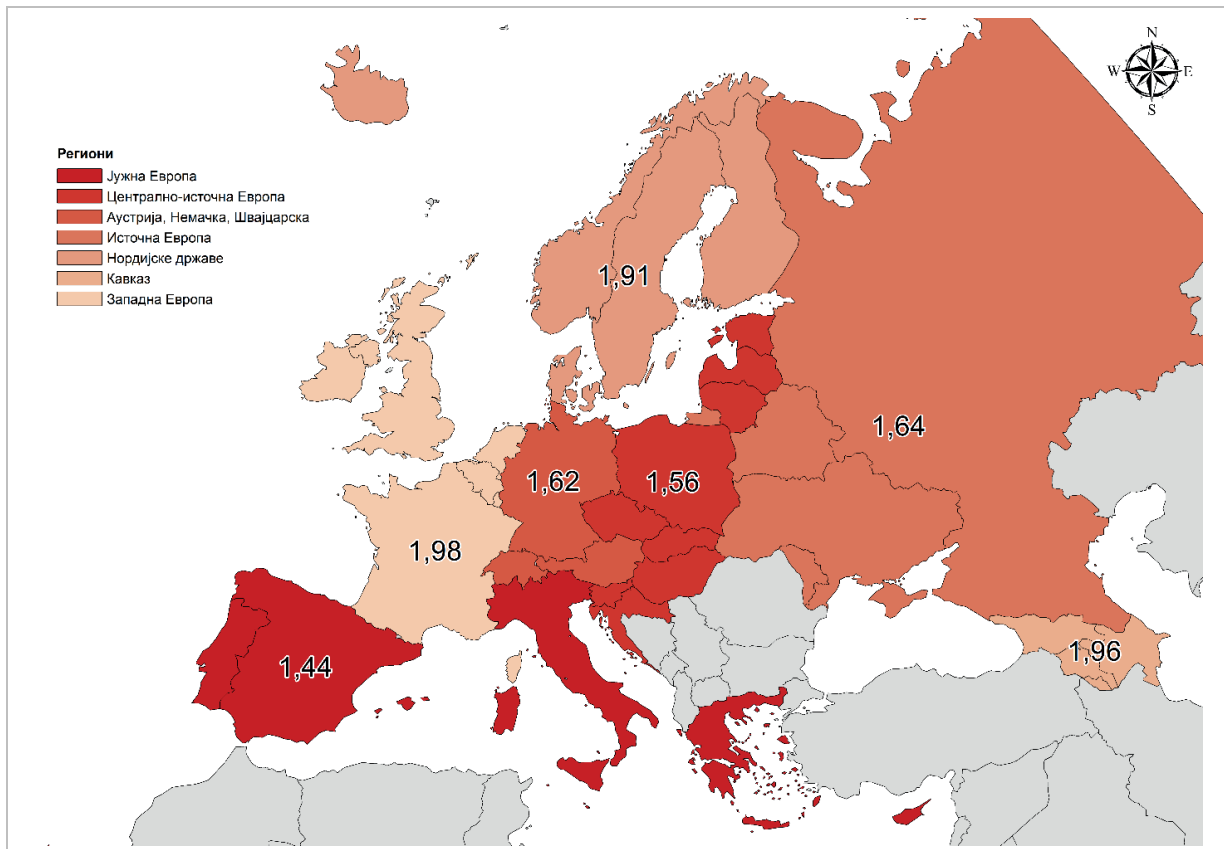 N
W E
S
Региони
Јужна Европа
Централно-источна Европа
Аустрија, Немачка, Швајцарска
Источна Европа
Нордијске државе
Кавказ
Западна Европа
1,91
1,64
1,62
1,56
1,98
1,96
1,44